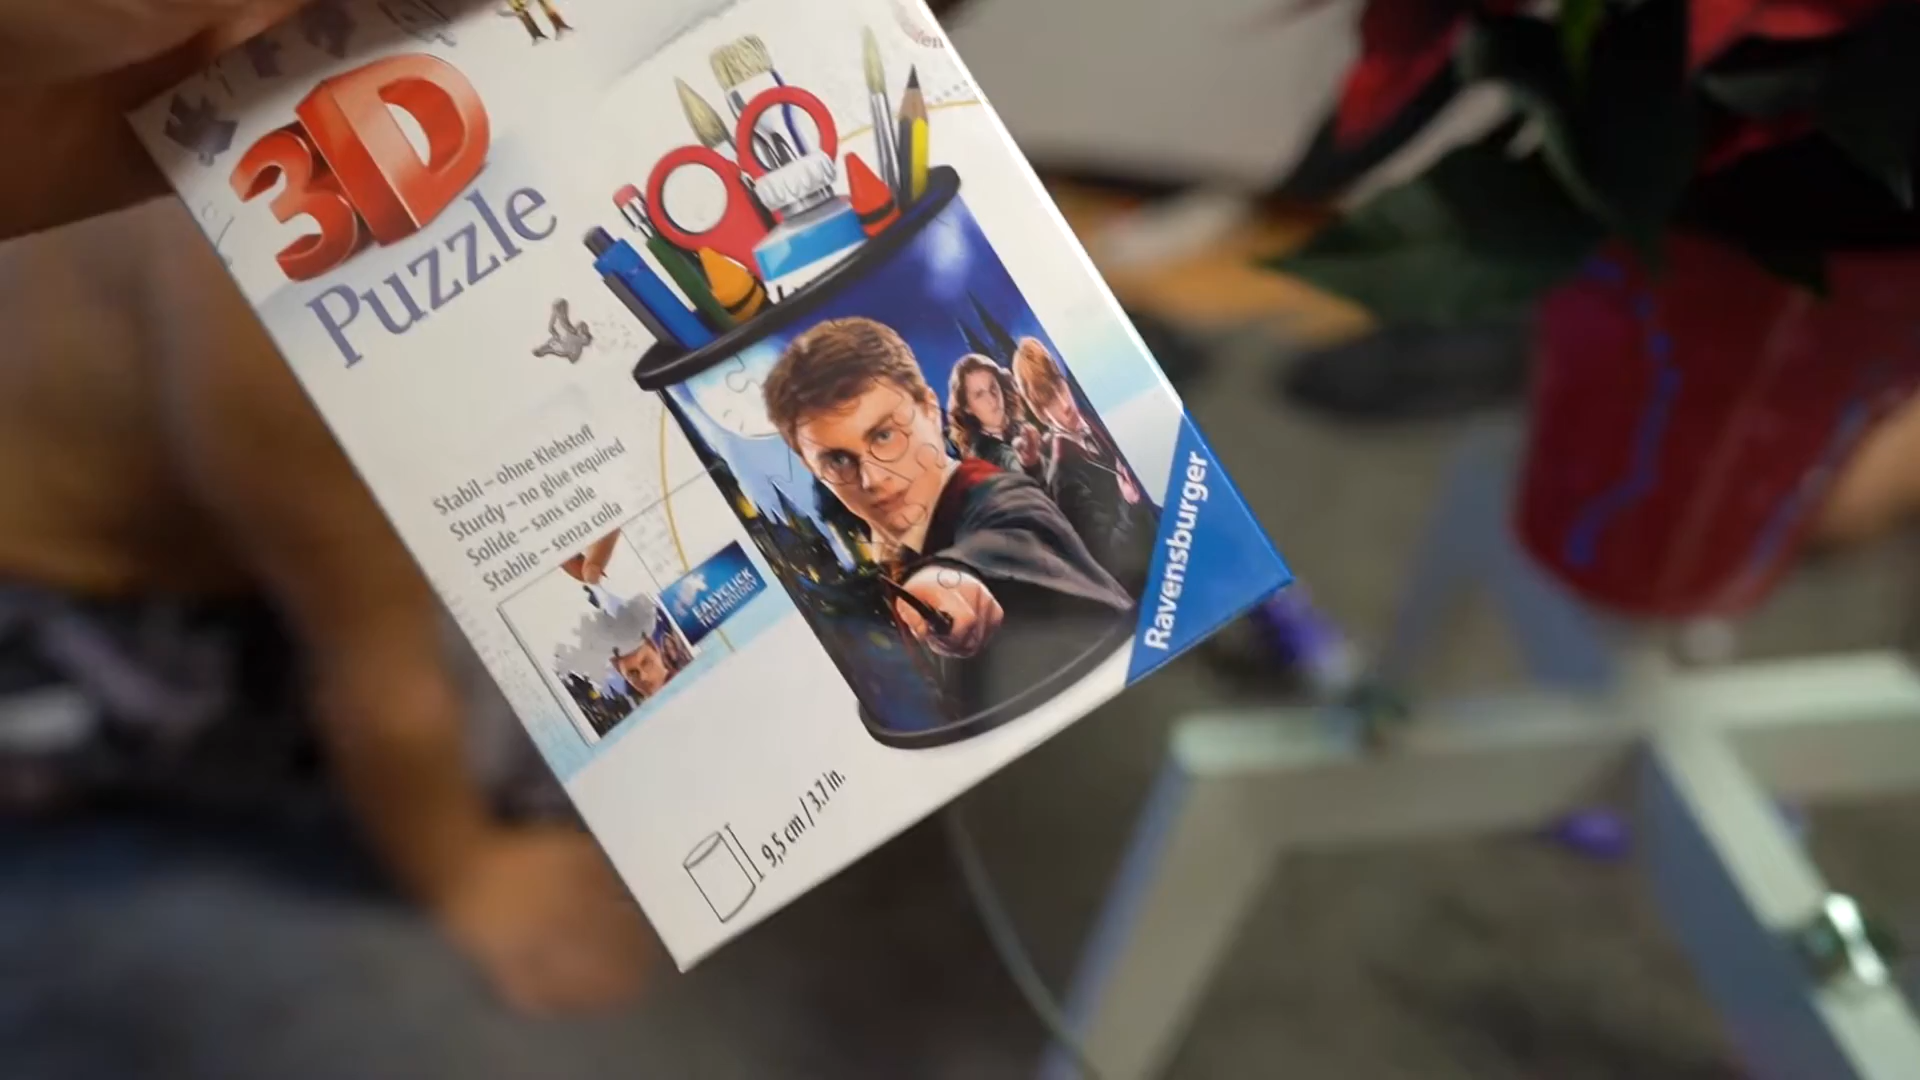 3D
Puzzle
Stabil – ohne Klebstoff
Sturdy – no glue required
Solide – sans colle
Stabile – senza colla
EASYCLICK
TECHNOLOGY
Ravensburger
9,5 cm / 3.7 in.